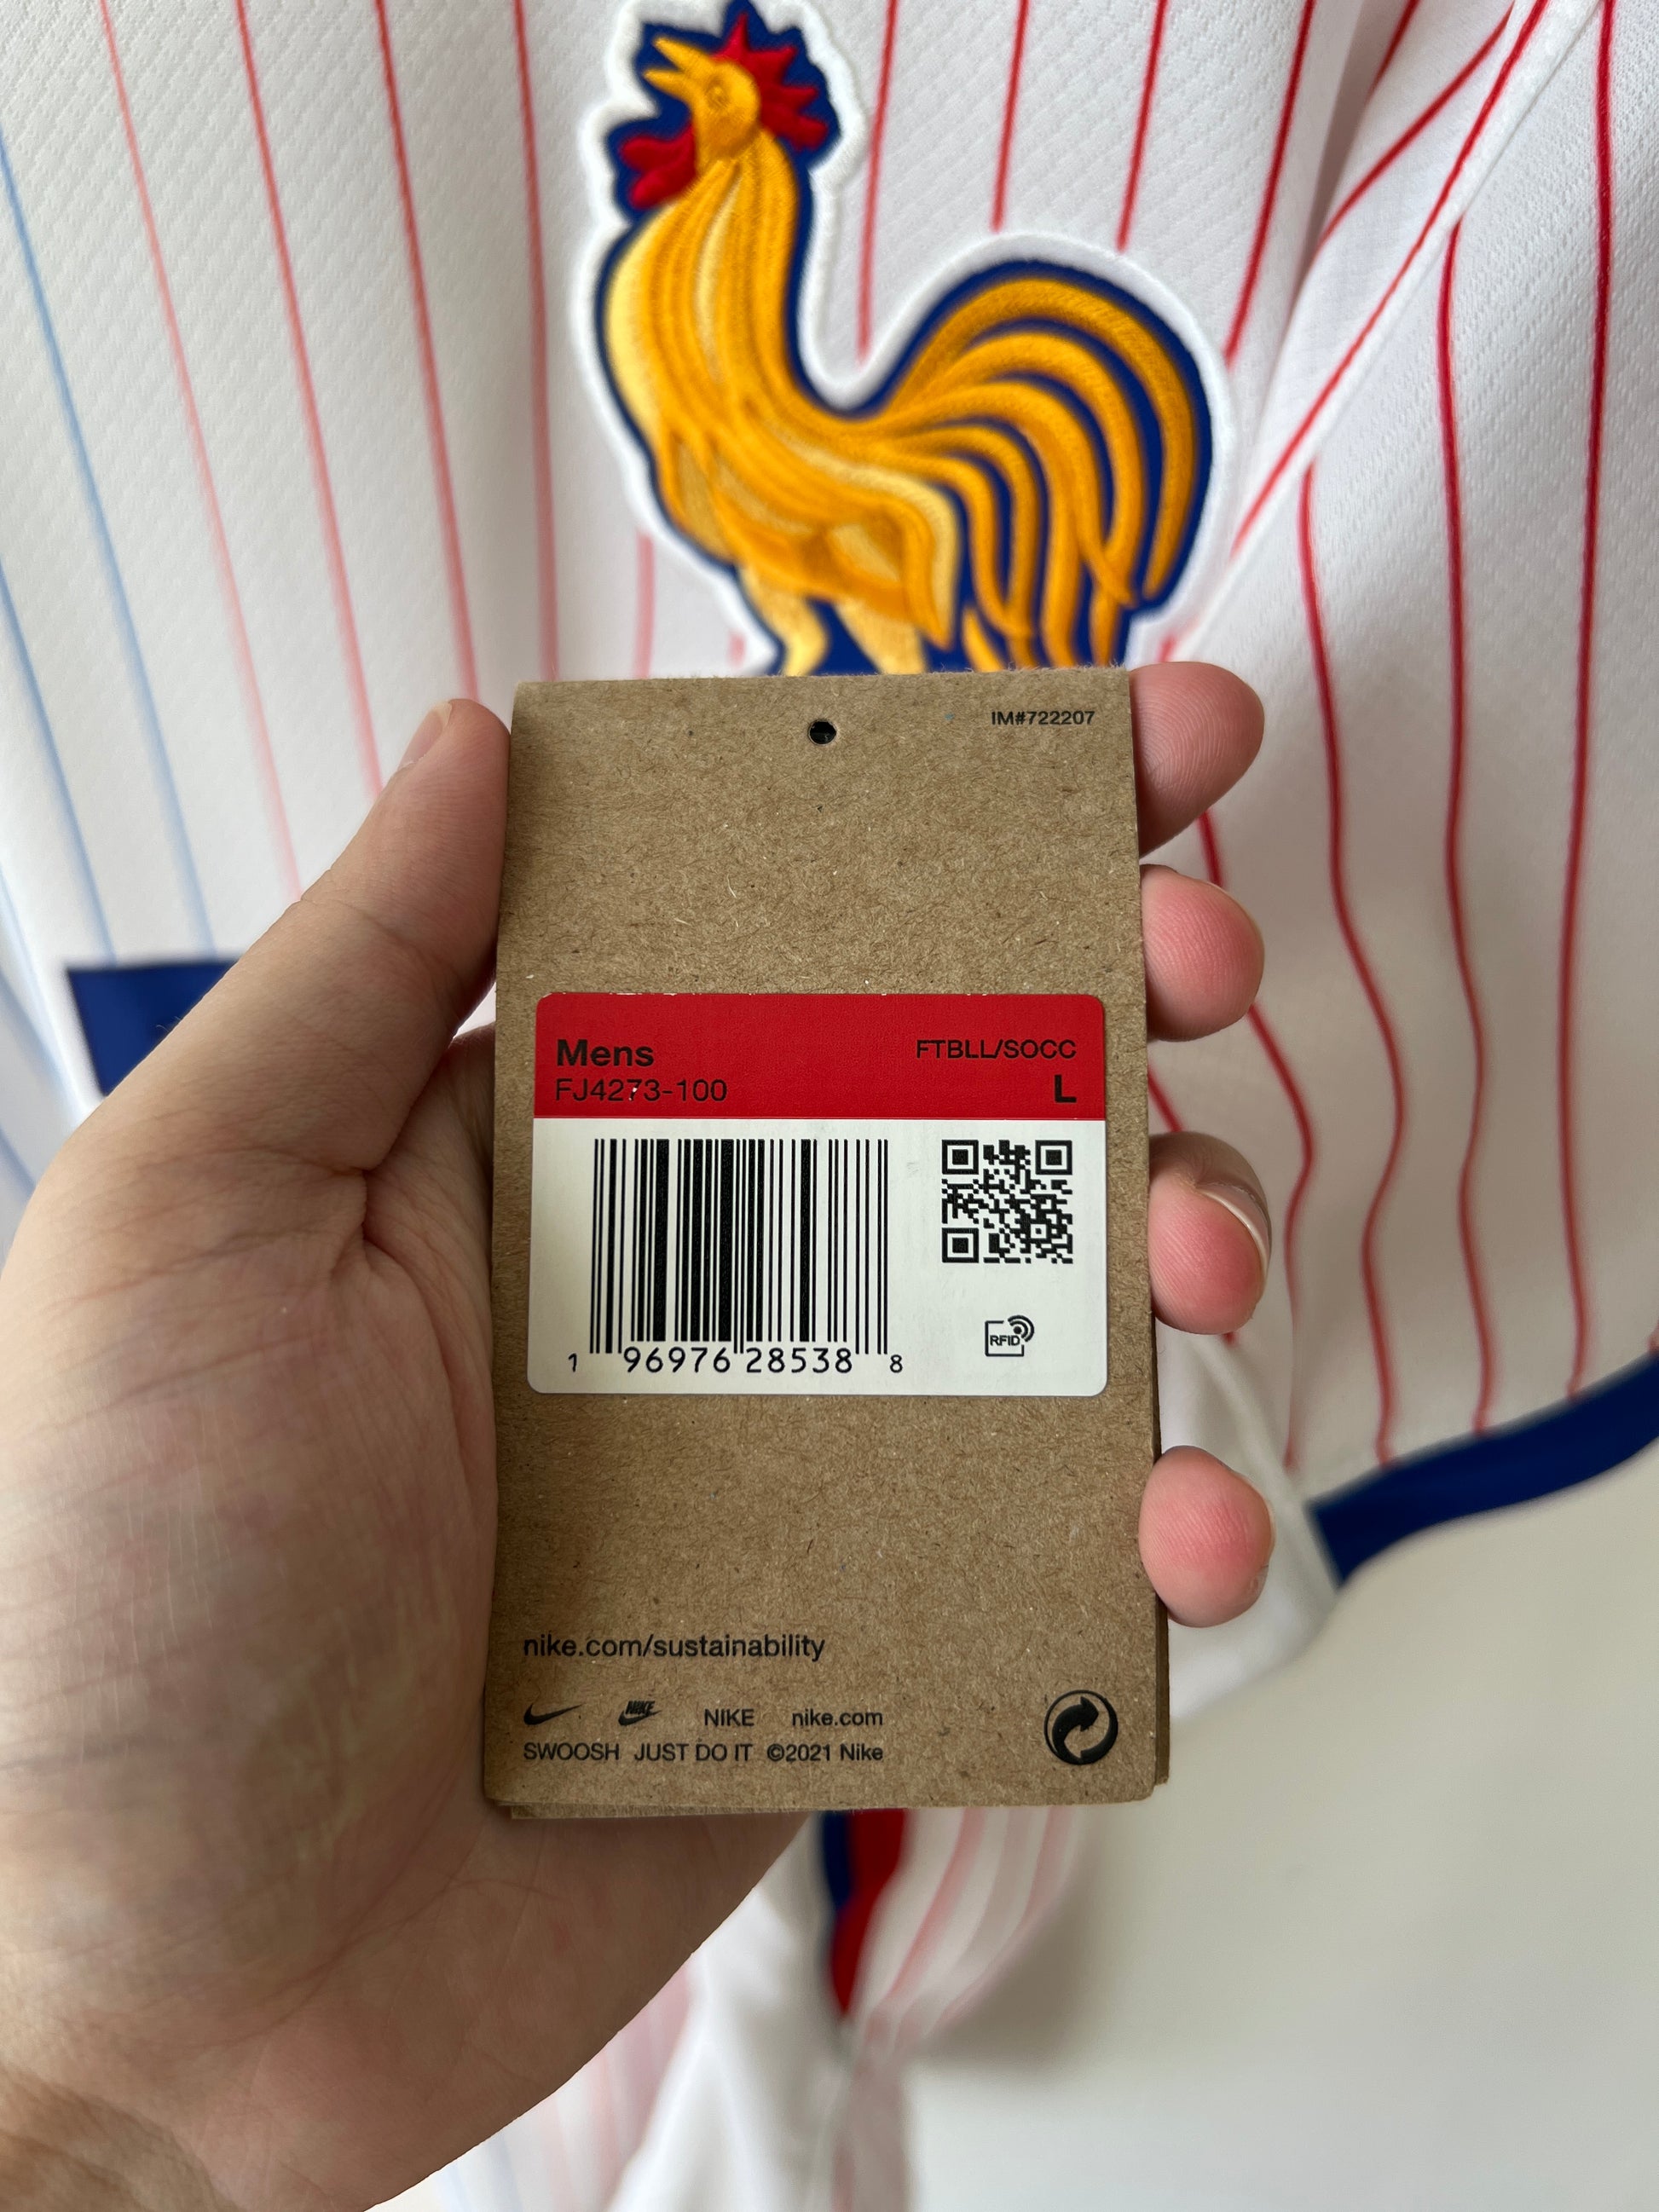 IM#722207
Mens FTBLL/SOCC
FJ4273-100 L
1 96976 28538 8
RFID
nike.com/sustainability
NIKE NIKE nike.com
SWOOSH JUST DO IT ©2021 Nike